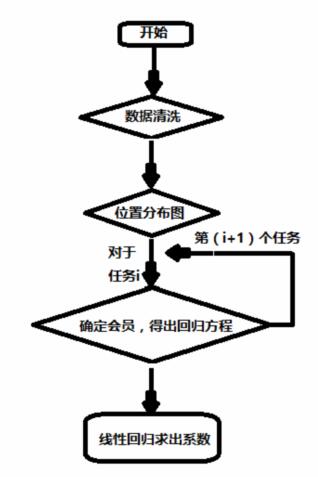 开始
数据清洗
位置分布图
第（i+1）个任务
对于
任务i
确定会员，得出回归方程
线性回归求出系数